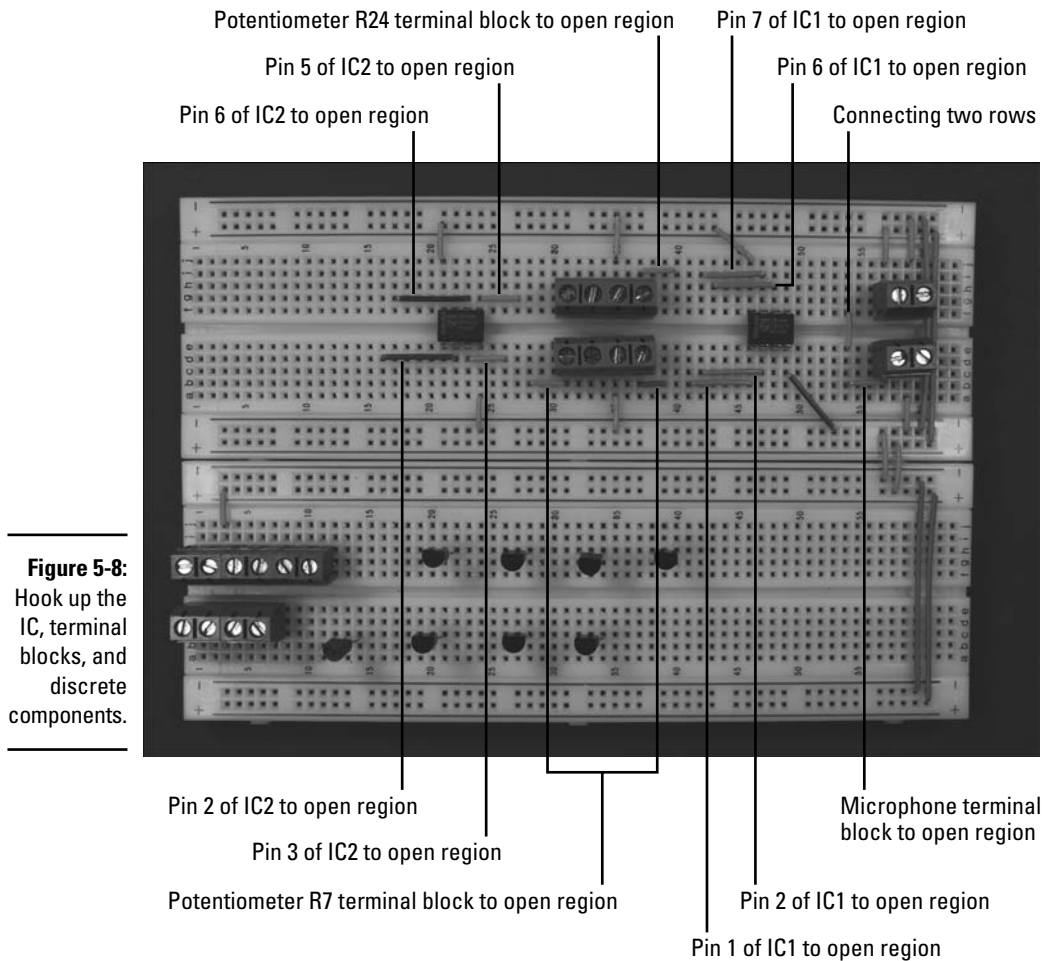 Potentiometer R24 terminal block to open region
Pin 7 of IC1 to open region
Pin 5 of IC2 to open region
Pin 6 of IC1 to open region
Pin 6 of IC2 to open region
Connecting two rows
Figure 5-8:
Hook up the
IC, terminal
blocks, and
discrete
components.
Pin 2 of IC2 to open region
Microphone terminal
block to open region
Pin 3 of IC2 to open region
Potentiometer R7 terminal block to open region
Pin 2 of IC1 to open region
Pin 1 of IC1 to open region